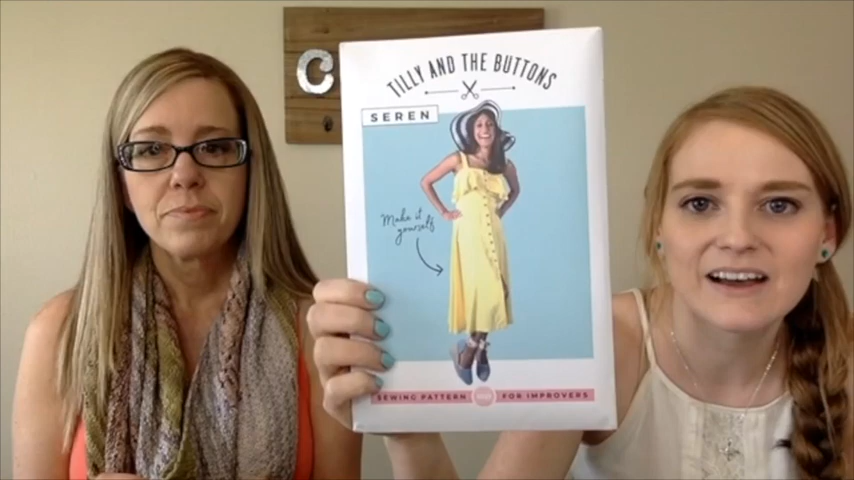 C
TILLY AND THE BUTTONS
SEREN
Make it
yourself
SEWING PATTERN FOR IMPROVERS